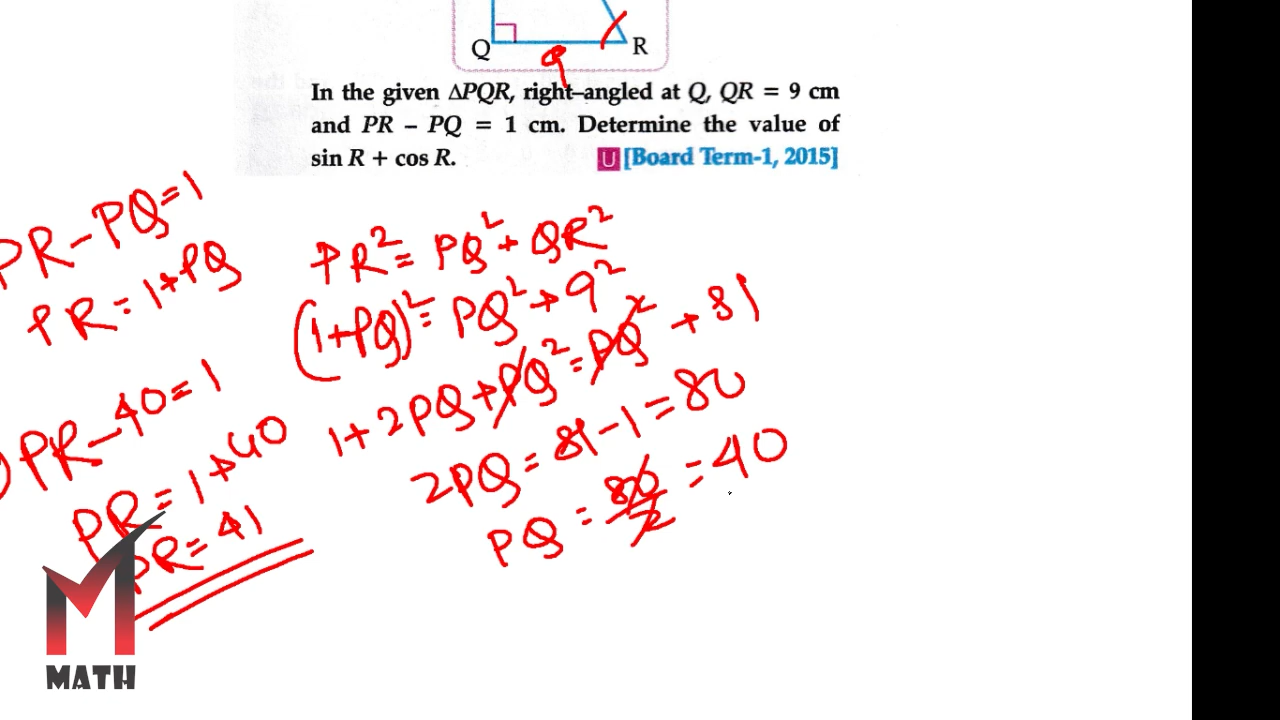 Q
R
9
In the given ΔPQR, right–angled at Q, QR = 9 cm
and PR – PQ = 1 cm. Determine the value of
sin R + cos R.
U [Board Term-1, 2015]
PR-PQ=1
PR=1+PQ
PR-40=1
PR=1+40
PR=41
PR²=PQ²+QR²
(1+PQ)²=PQ²+9²
1+2PQ+PQ²=PQ²+81
2PQ=81-1=80
PQ=80/2=40
MATH